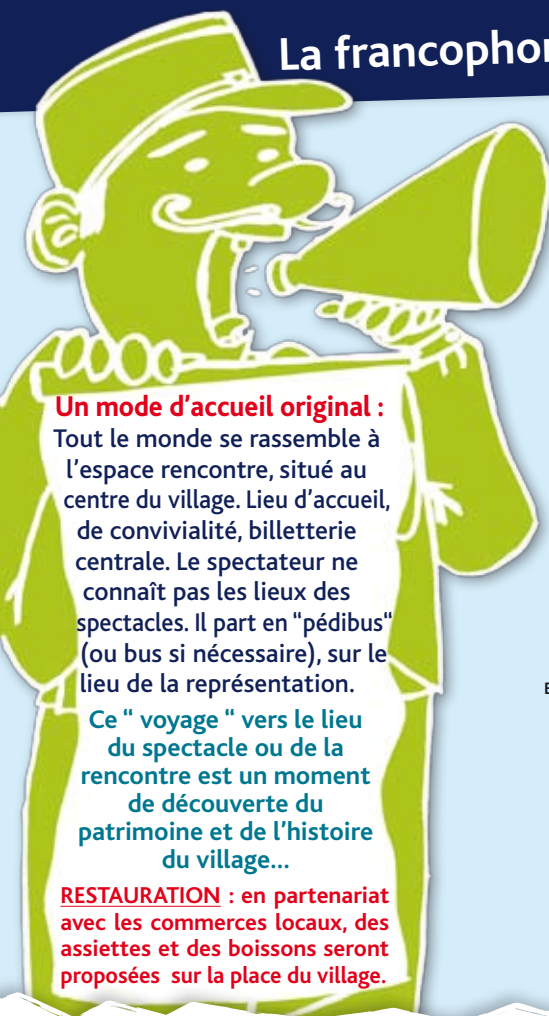 La francophon
Un mode d'accueil original :
Tout le monde se rassemble à
l'espace rencontre, situé au
centre du village. Lieu d'accueil,
de convivialité, billetterie
centrale. Le spectateur ne
connaît pas les lieux des
spectacles. Il part en "pédibus"
(ou bus si nécessaire), sur le
lieu de la représentation.
Ce " voyage " vers le lieu
du spectacle ou de la
rencontre est un moment
de découverte du
patrimoine et de l'histoire
du village...
RESTAURATION : en partenariat
avec les commerces locaux, des
assiettes et des boissons seront
proposées sur la place du village.